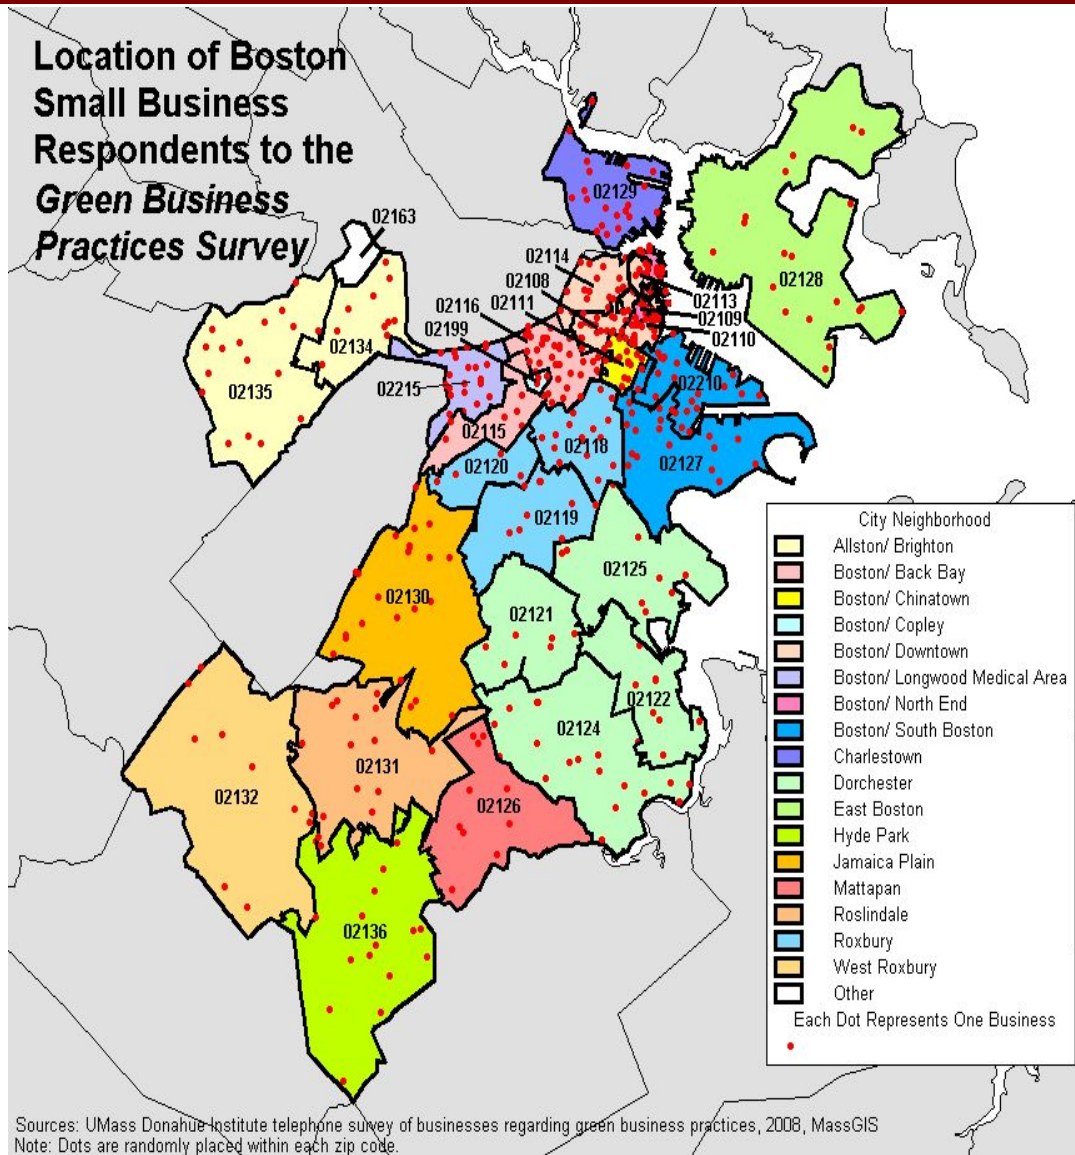 Location of Boston
Small Business
Respondents to the
Green Business
Practices Survey
02163
02129
02114
02108
02116
02111
02199
02128
02113
02109
02110
02134
02135
02215
02210
02115
02118
02120
02127
02119
02125
02130
02121
02122
02124
02131
02132
02126
02136
City Neighborhood
Allston/ Brighton
Boston/ Back Bay
Boston/ Chinatown
Boston/ Copley
Boston/ Downtown
Boston/ Longwood Medical Area
Boston/ North End
Boston/ South Boston
Charlestown
Dorchester
East Boston
Hyde Park
Jamaica Plain
Mattapan
Roslindale
Roxbury
West Roxbury
Other
Each Dot Represents One Business
Sources: UMass Donahue Institute telephone survey of businesses regarding green business practices, 2008, MassGIS
Note: Dots are randomly placed within each zip code.